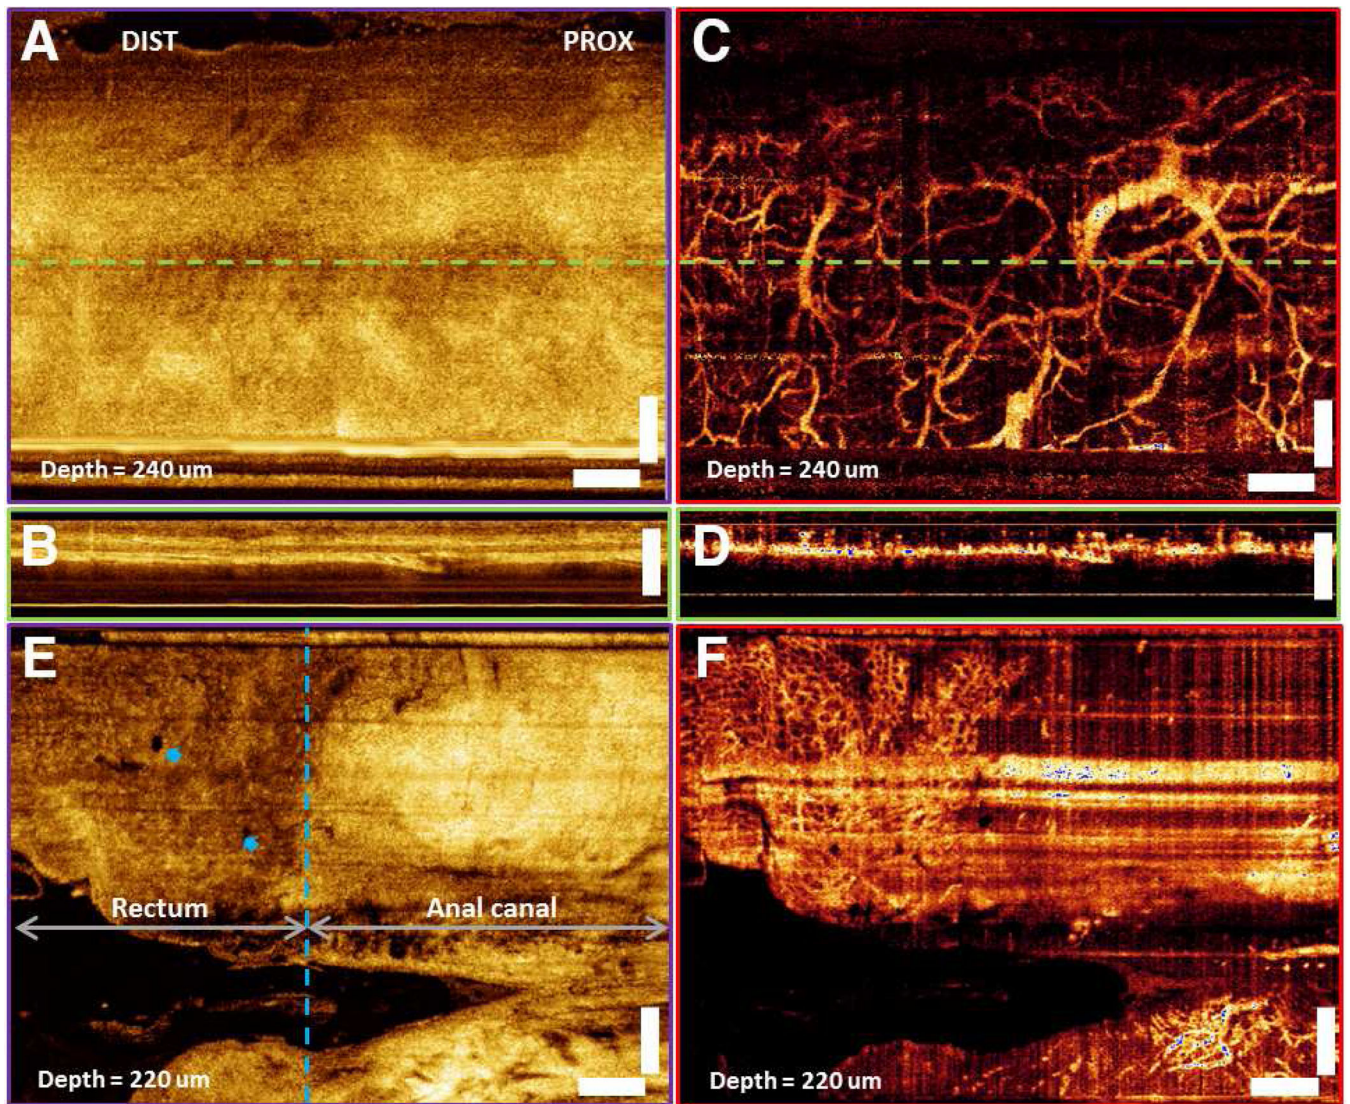 A
DIST
PROX
Depth = 240 um
C
Depth = 240 um
B
D
E
Rectum
Anal canal
Depth = 220 um
F
Depth = 220 um